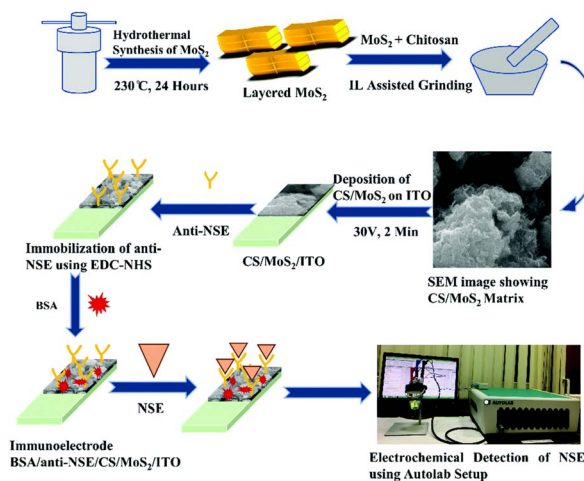 Hydrothermal
Synthesis of MoS₂
230°C, 24 Hours
Layered MoS₂
MoS₂ + Chitosan
IL Assisted Grinding
Deposition of
CS/MoS₂ on ITO
30V, 2 Min
SEM image showing
CS/MoS₂ Matrix
CS/MoS₂/ITO
Anti-NSE
Immobilization of anti-
NSE using EDC-NHS
BSA
Immunoelectrode
BSA/anti-NSE/CS/MoS₂/ITO
NSE
AUTOLAB
Electrochemical Detection of NSE
using Autolab Setup